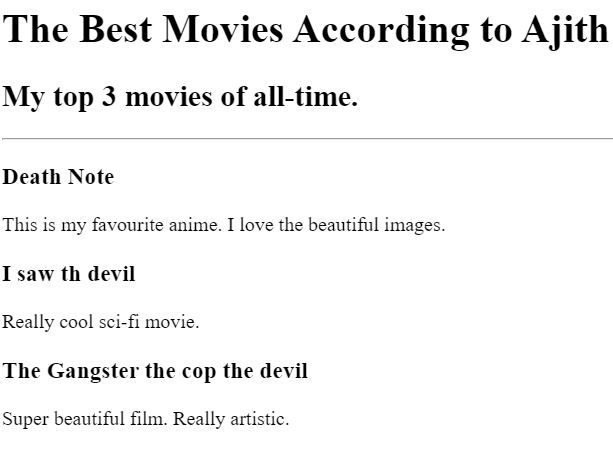 The Best Movies According to Ajith
My top 3 movies of all-time.
Death Note
This is my favourite anime. I love the beautiful images.
I saw th devil
Really cool sci-fi movie.
The Gangster the cop the devil
Super beautiful film. Really artistic.